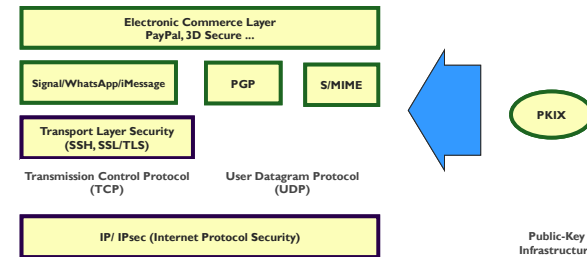 Electronic Commerce Layer
PayPal, 3D Secure ...
Signal/WhatsApp/iMessage
PGP
S/MIME
PKIX
Transport Layer Security
(SSH, SSL/TLS)
Transmission Control Protocol
(TCP)
User Datagram Protocol
(UDP)
IP/ IPsec (Internet Protocol Security)
Public-Key
Infrastructur